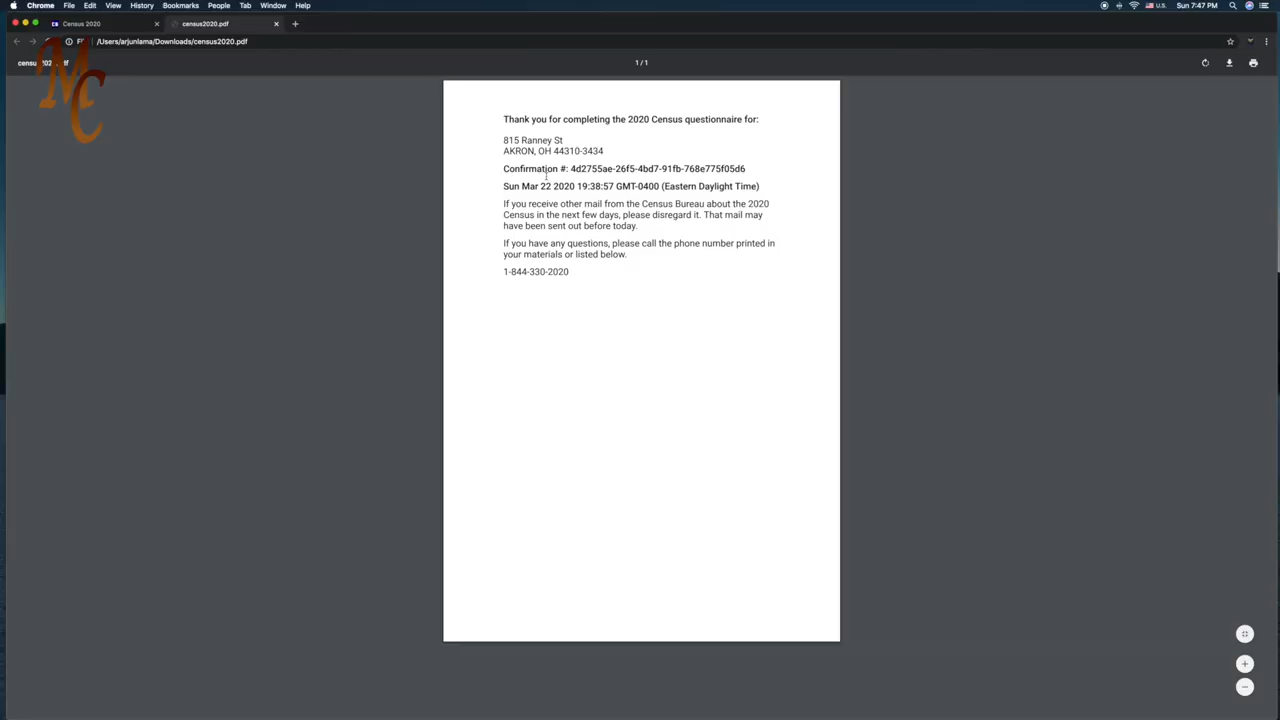 Chrome File Edit View History Bookmarks People Tab Window Help U.S. Sun 7:47 PM
Census 2020 census2020.pdf
/Users/arjunlama/Downloads/census2020.pdf
1 / 1
MC
Thank you for completing the 2020 Census questionnaire for:
815 Ranney St
AKRON, OH 44310-3434
Confirmation #: 4d2755ae-26f5-4bd7-91fb-768e775f05d6
Sun Mar 22 2020 19:38:57 GMT-0400 (Eastern Daylight Time)
If you receive other mail from the Census Bureau about the 2020
Census in the next few days, please disregard it. That mail may
have been sent out before today.
If you have any questions, please call the phone number printed in
your materials or listed below.
1-844-330-2020